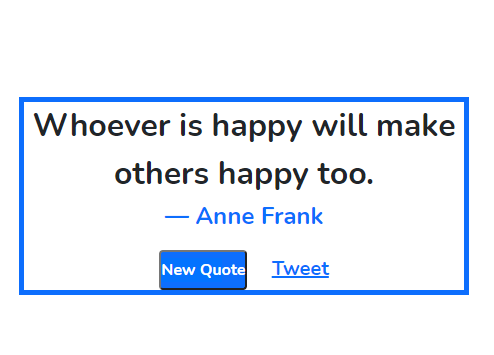 Whoever is happy will make
others happy too.
— Anne Frank
New Quote Tweet